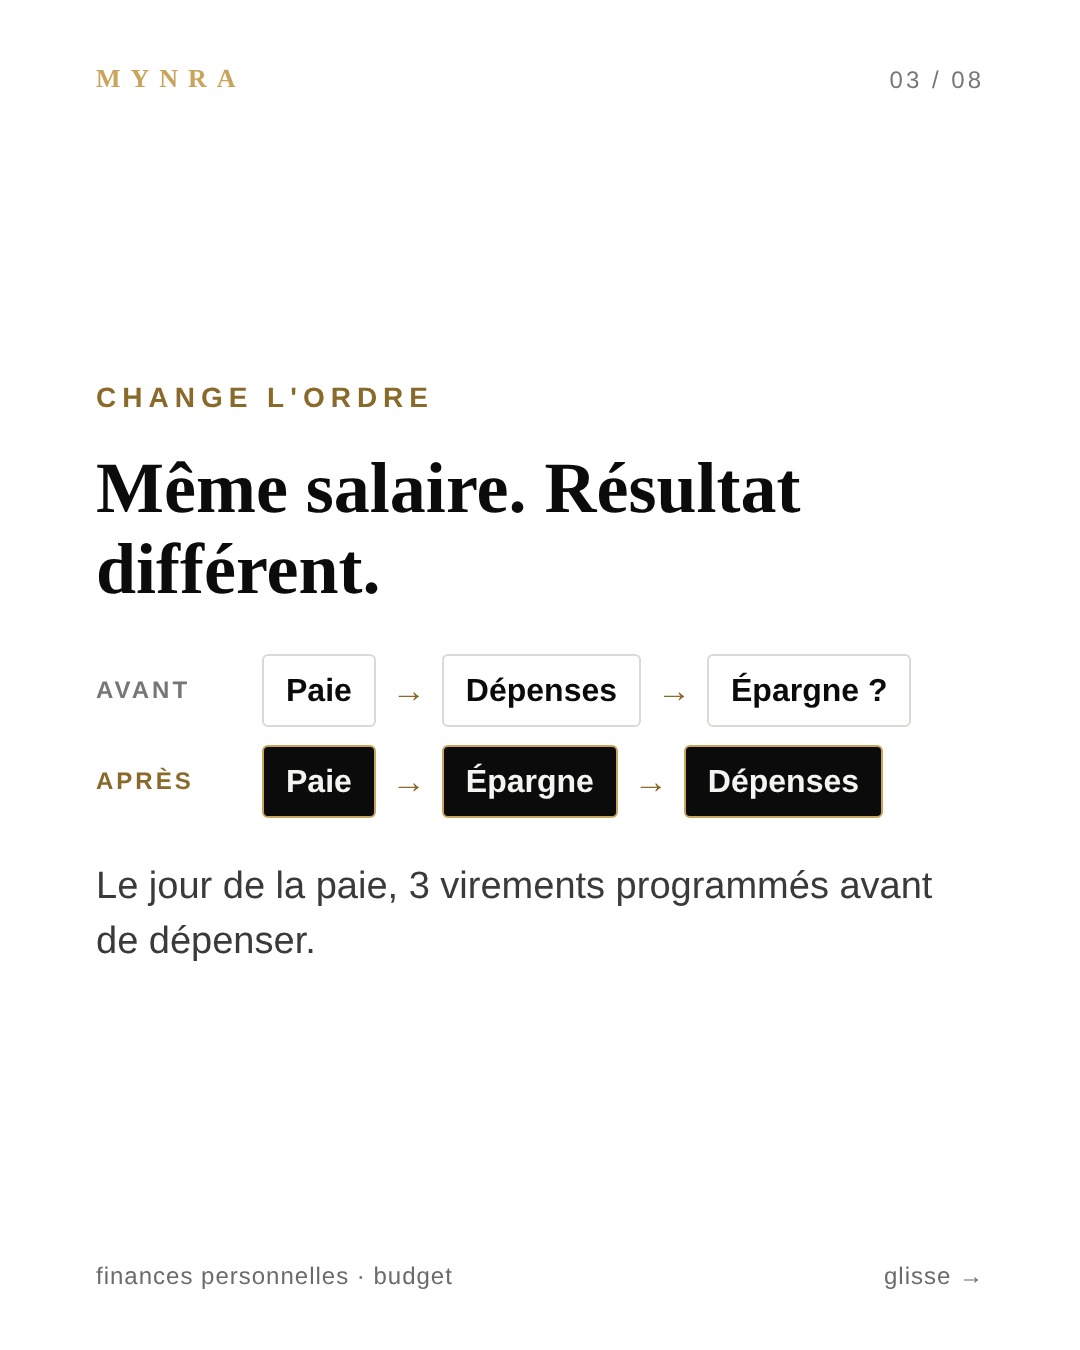 MYNRA
03 / 08
CHANGE L'ORDRE
Même salaire. Résultat
différent.
AVANT Paie → Dépenses → Épargne ?
APRÈS Paie → Épargne → Dépenses
Le jour de la paie, 3 virements programmés avant
de dépenser.
finances personnelles · budget
glisse →